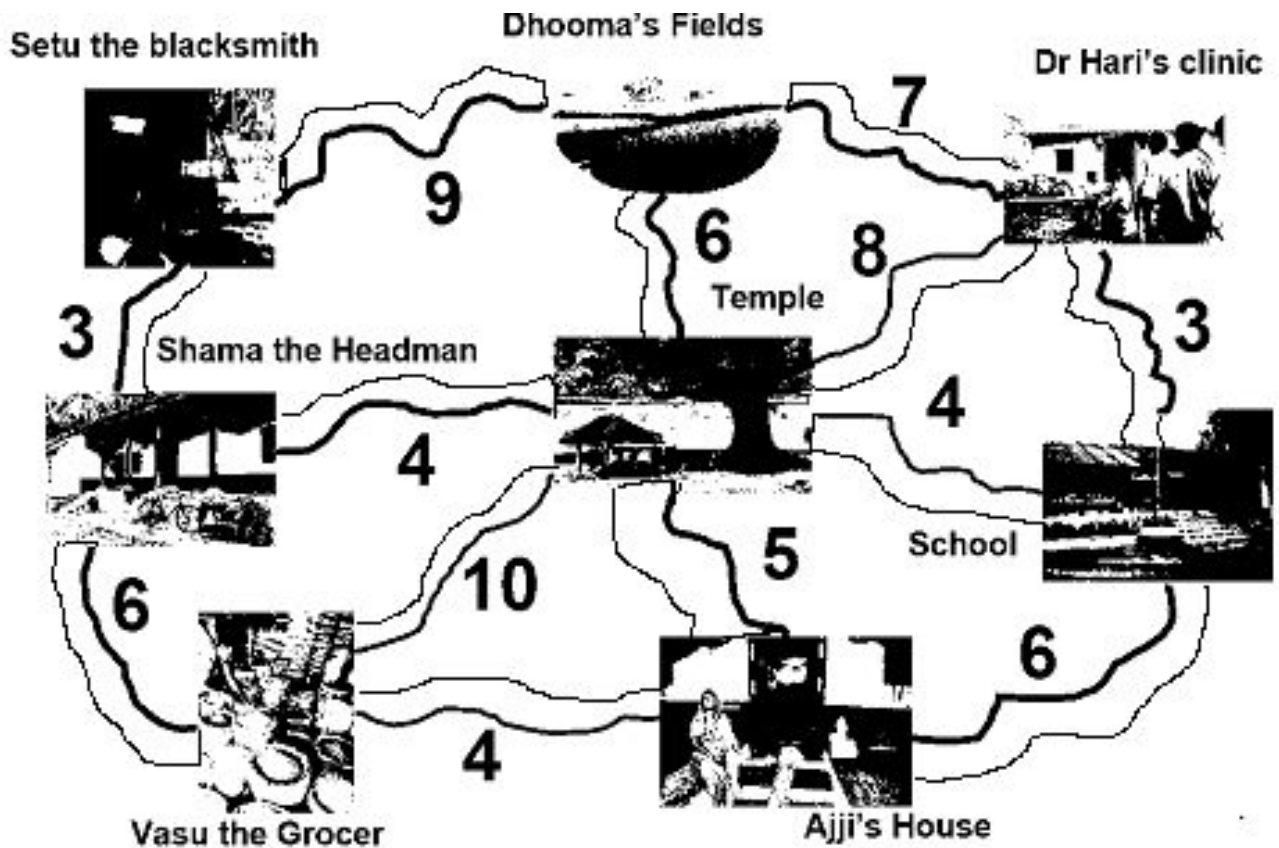 Dhooma's Fields
Setu the blacksmith
Dr Hari's clinic
7
9
6
8
Temple
3
3
Shama the Headman
4
4
School
5
10
6
6
4
Vasu the Grocer
Ajji's House